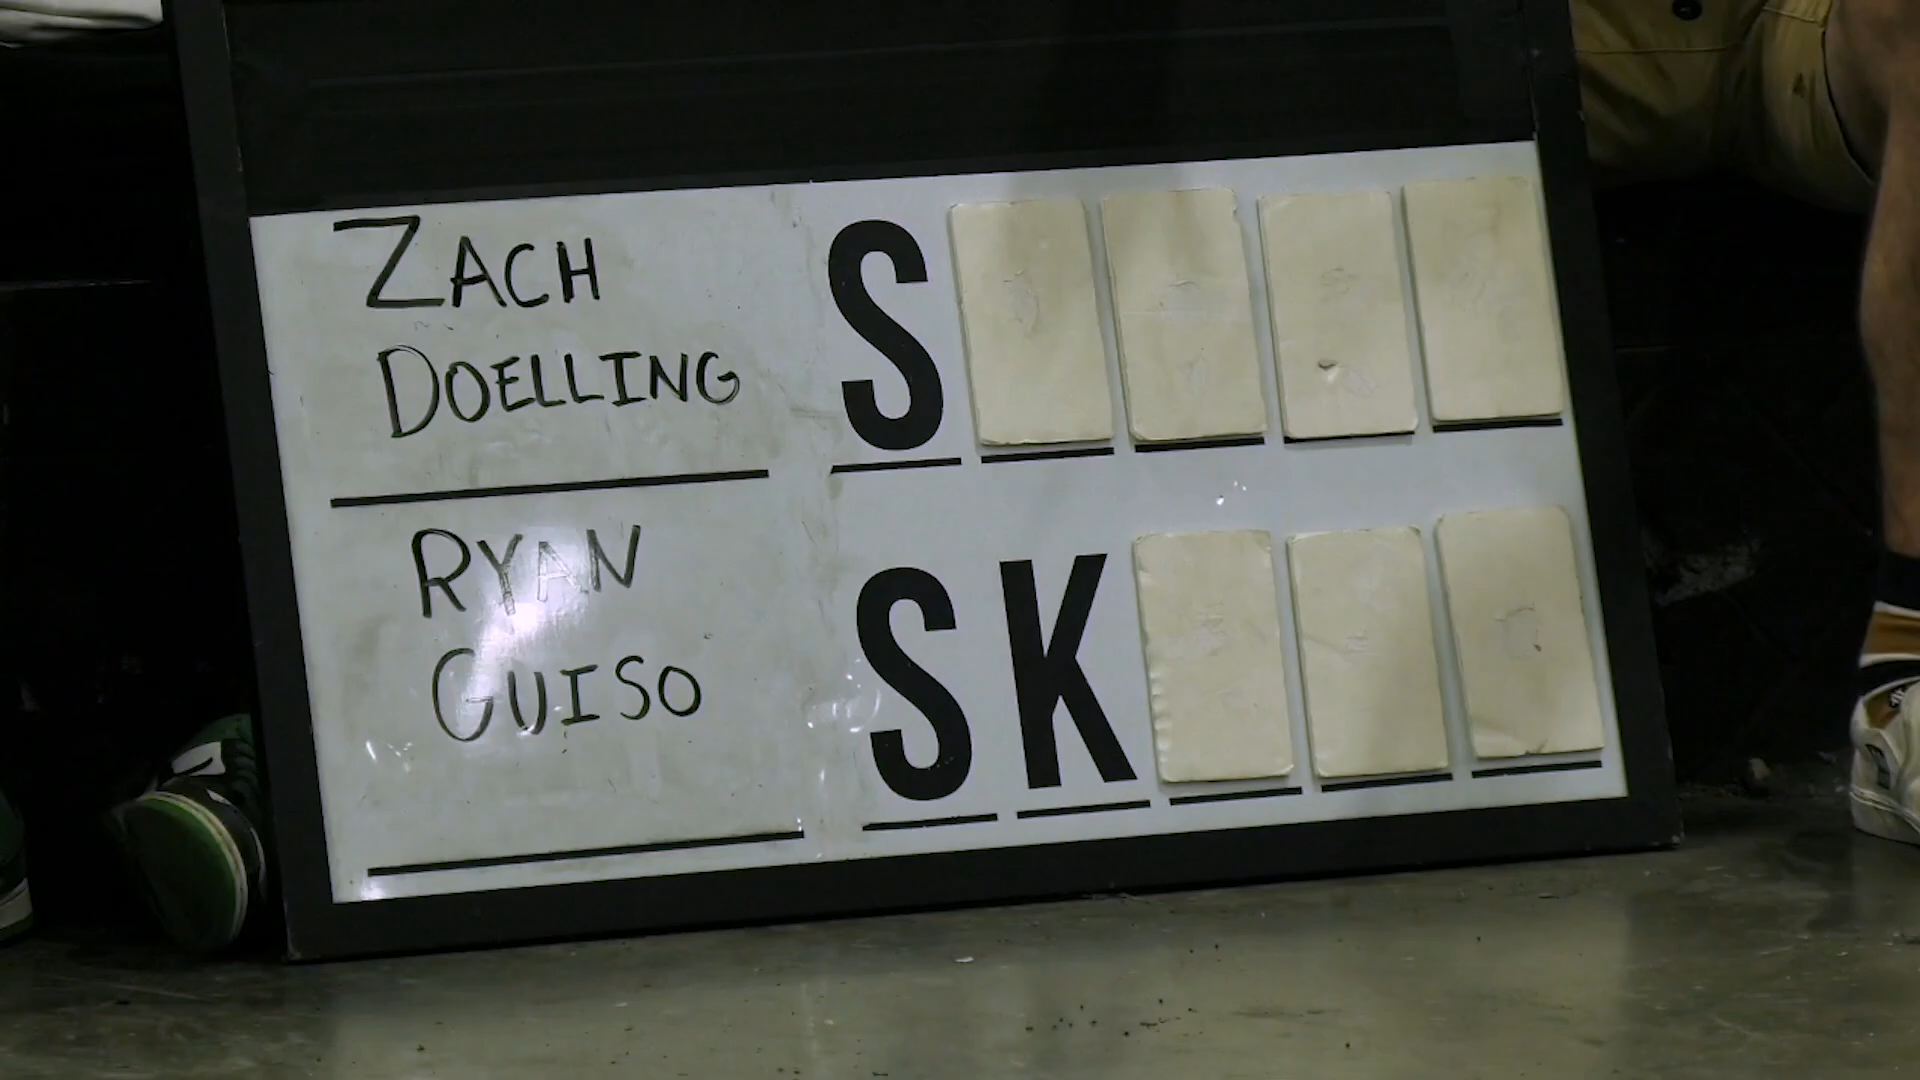 ZACH
DOELLING
S
RYAN
GUISO
SK